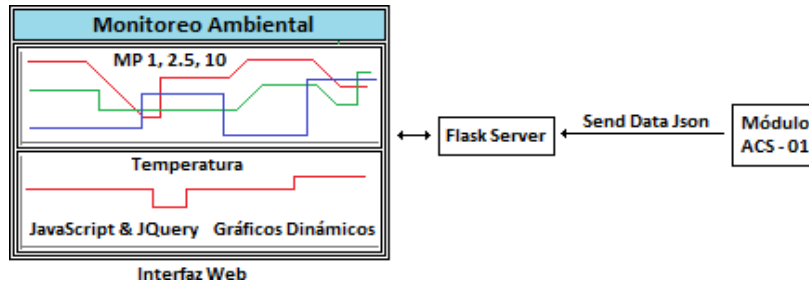 Monitoreo Ambiental
MP 1, 2.5, 10
Temperatura
JavaScript & JQuery Gráficos Dinámicos
Interfaz Web
Flask Server
Send Data Json
Módulo
ACS - 01